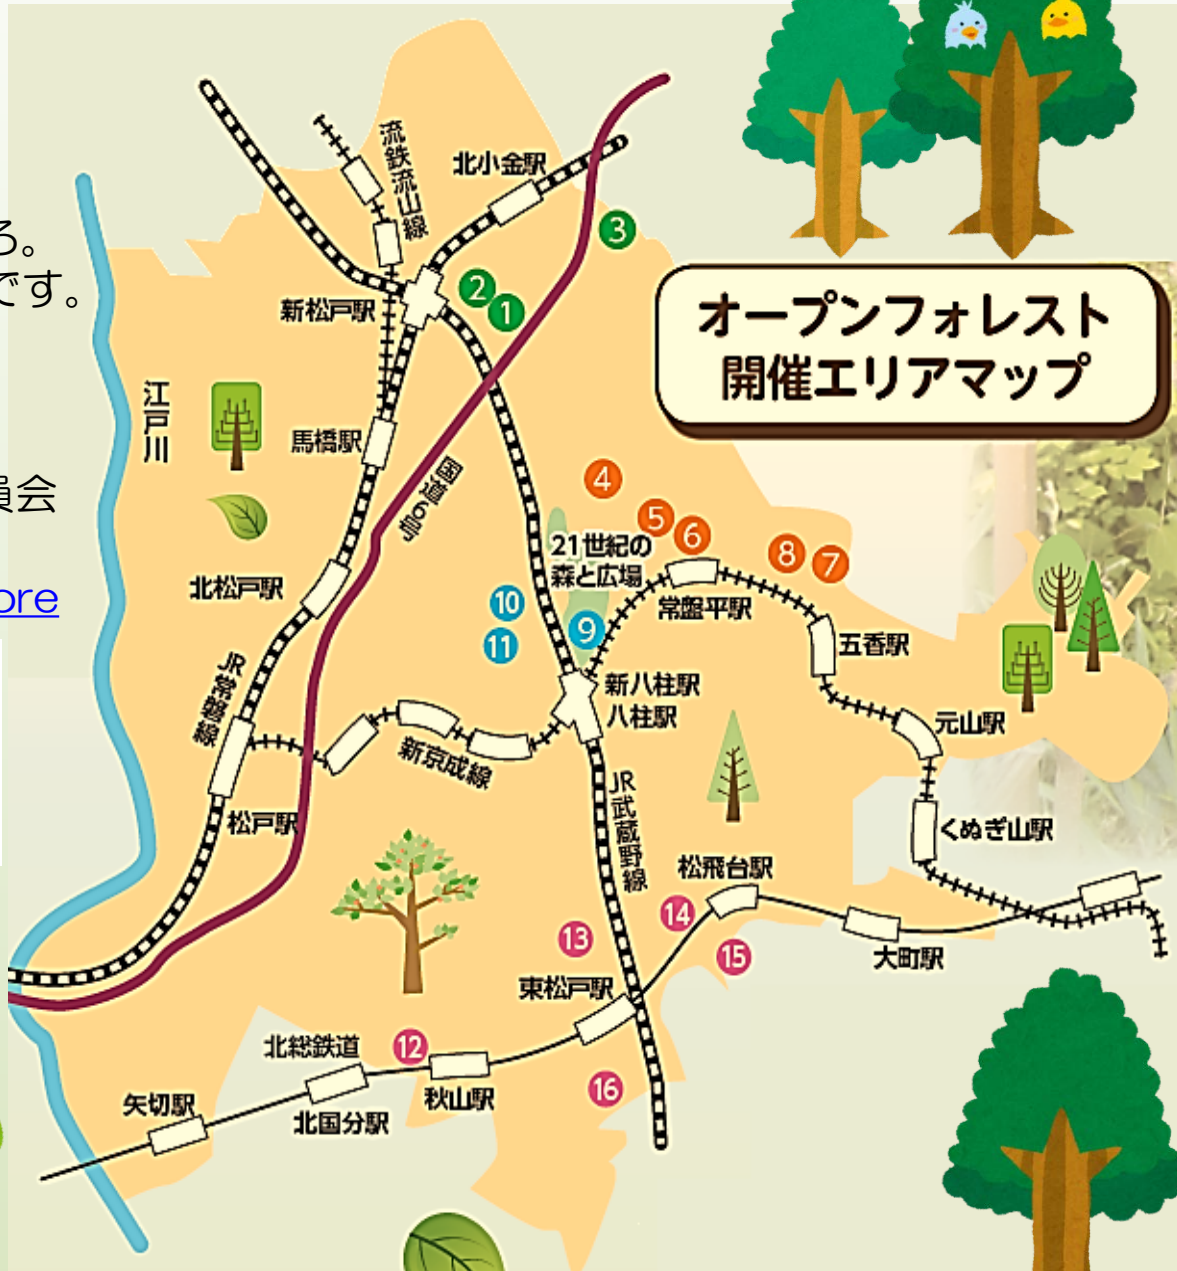 ろ。
です。
員会
ore
オープンフォレスト
開催エリアマップ
流鉄流山線
北小金駅
③
②
①
新松戸駅
江戸川
馬橋駅
国道6号
④
⑤
⑥
⑧
⑦
21世紀の
森と広場
北松戸駅
常盤平駅
⑩
⑨
⑪
五香駅
新八柱駅
八柱駅
JR常磐線
新京成線
元山駅
JR武蔵野線
松戸駅
くぬぎ山駅
松飛台駅
⑭
⑬
⑮
大町駅
東松戸駅
北総鉄道
⑫
秋山駅
⑯
矢切駅
北国分駅